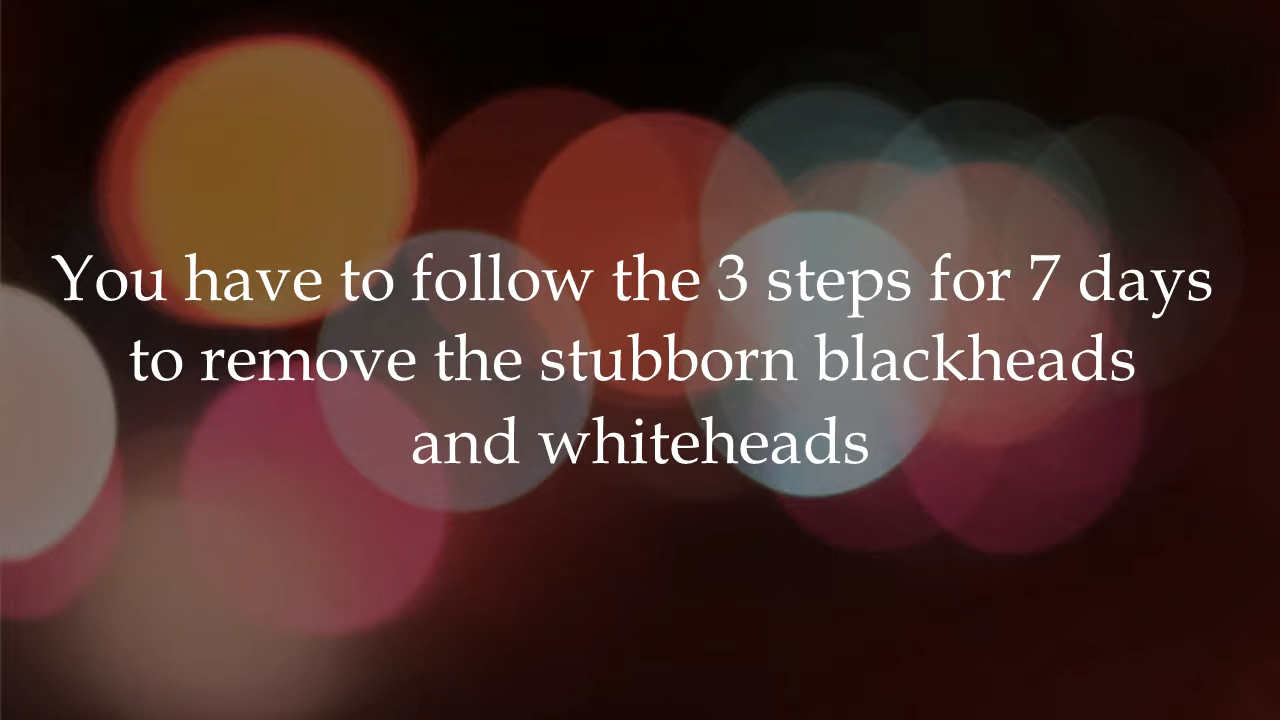 You have to follow the 3 steps for 7 days
to remove the stubborn blackheads
and whiteheads